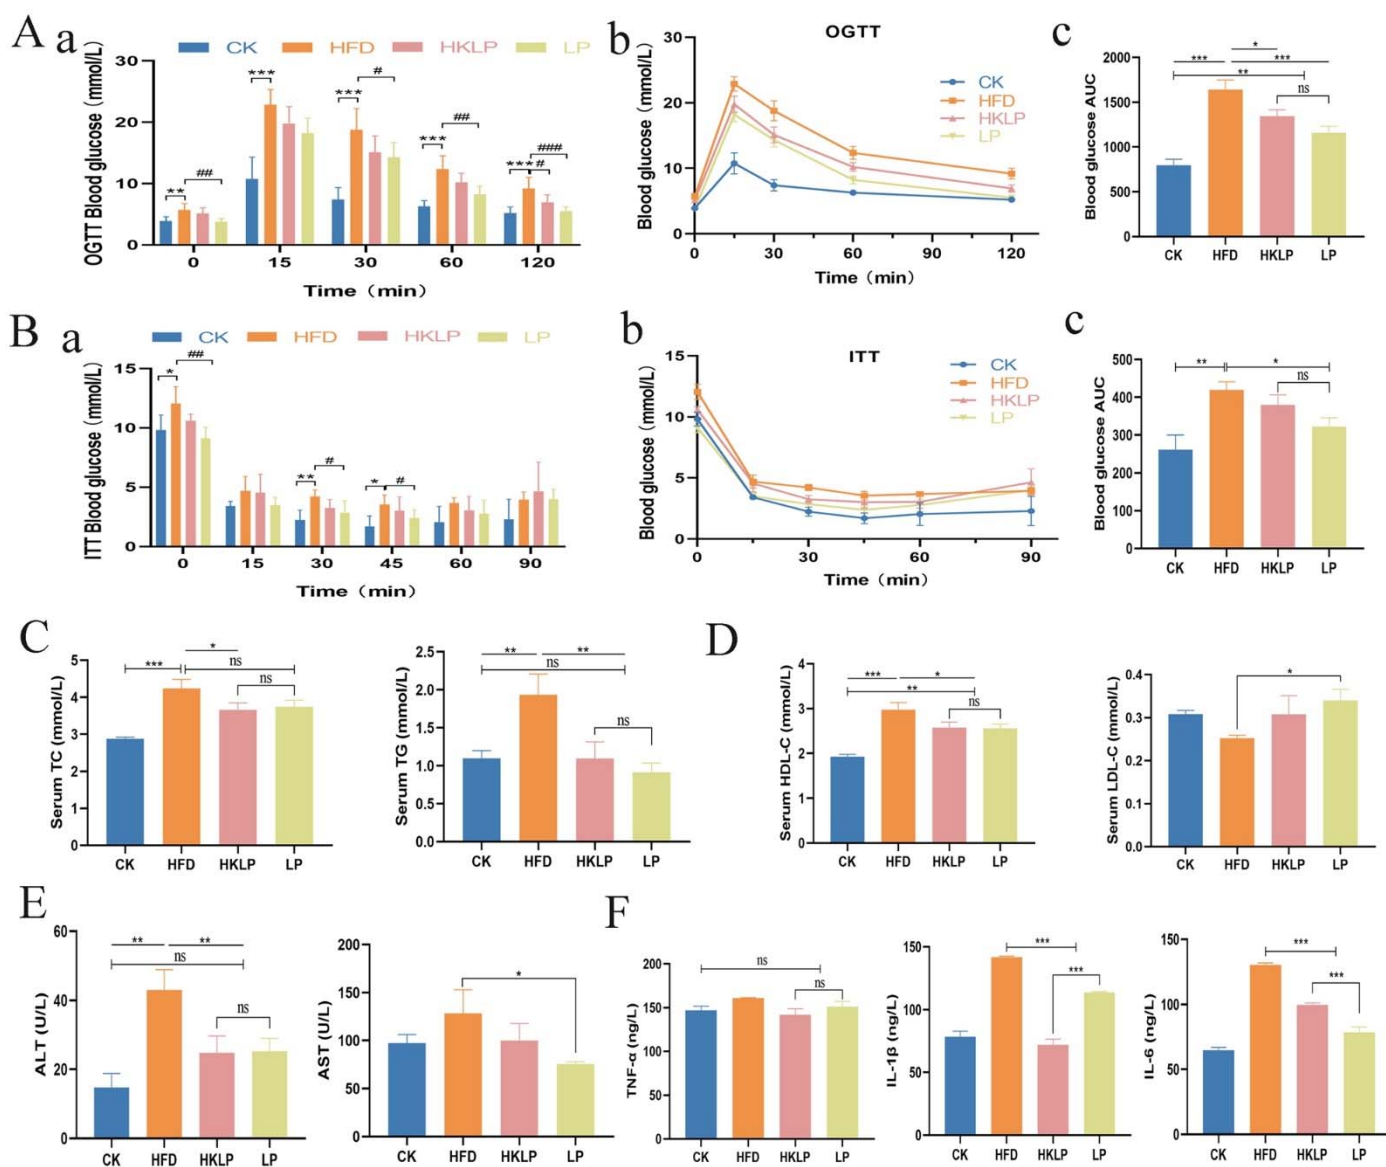 A a
CK HFD HKLP LP
OGTT Blood glucose (mmol/L)
30
20
10
0
** ## *** *** # *** ## *** # ###
0 15 30 60 120
Time (min)
b
OGTT
Blood glucose (mmol/L)
30
20
10
0
CK
HFD
HKLP
LP
0 30 60 90 120
Time (min)
c
Blood glucose AUC
2000
1500
1000
500
0
*
*** ***
**
ns
CK HFD HKLP LP
B a
CK HFD HKLP LP
ITT Blood glucose (mmol/L)
15
10
5
0
* ## ** # * #
0 15 30 45 60 90
Time (min)
b
ITT
Blood glucose (mmol/L)
15
10
5
0
CK
HFD
HKLP
LP
0 30 60 90
Time (min)
c
Blood glucose AUC
500
400
300
200
100
0
** *
ns
CK HFD HKLP LP
C
Serum TC (mmol/L)
5
4
3
2
1
0
*
*** ns
ns
CK HFD HKLP LP
Serum TG (mmol/L)
2.5
2.0
1.5
1.0
0.5
0.0
** **
ns
ns
CK HFD HKLP LP
D
Serum HDL-C (mmol/L)
4
3
2
1
0
*** *
**
ns
CK HFD HKLP LP
Serum LDL-C (mmol/L)
0.4
0.3
0.2
0.1
0.0
*
CK HFD HKLP LP
E
ALT (U/L)
60
40
20
0
** **
ns
ns
CK HFD HKLP LP
AST (U/L)
200
150
100
50
0
*
CK HFD HKLP LP
F
TNF-α (ng/L)
200
150
100
50
0
ns
ns
CK HFD HKLP LP
IL-1β (ng/L)
150
100
50
0
***
***
CK HFD HKLP LP
IL-6 (ng/L)
150
100
50
0
***
***
CK HFD HKLP LP